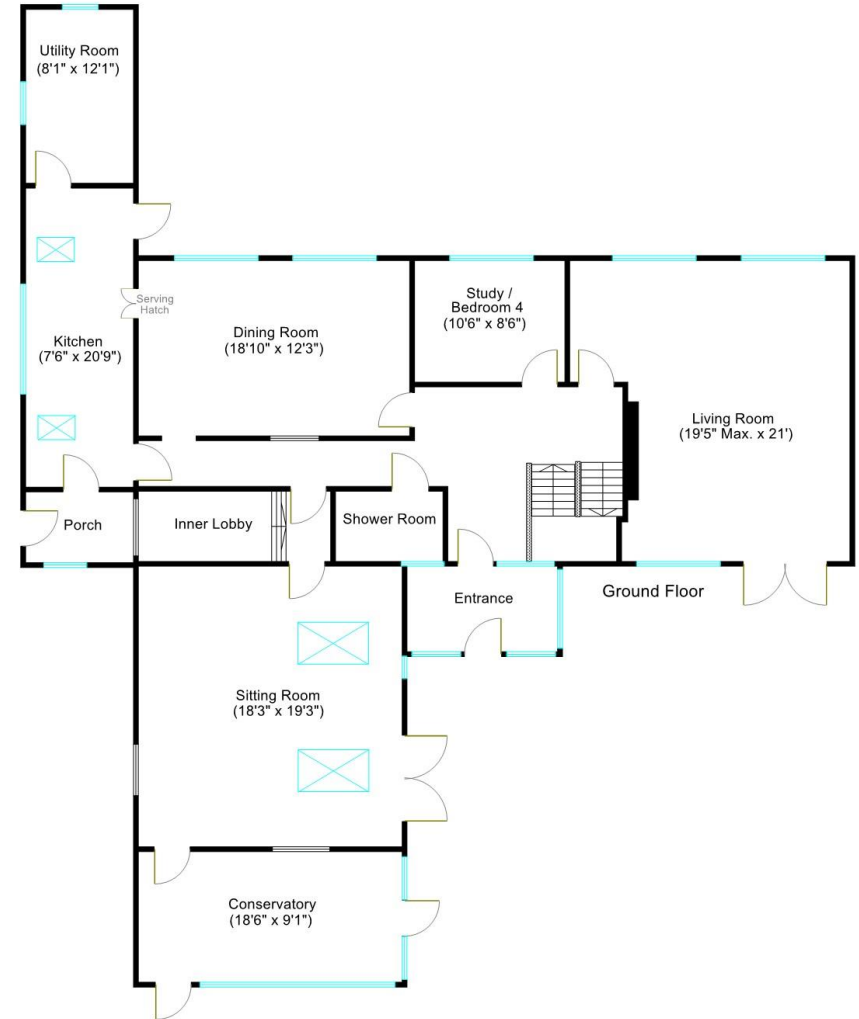 Utility Room
(8'1" x 12'1")
Serving
Hatch
Kitchen
(7'6" x 20'9")
Dining Room
(18'10" x 12'3")
Study /
Bedroom 4
(10'6" x 8'6")
Living Room
(19'5" Max. x 21')
Porch
Inner Lobby
Shower Room
Entrance
Ground Floor
Sitting Room
(18'3" x 19'3")
Conservatory
(18'6" x 9'1")